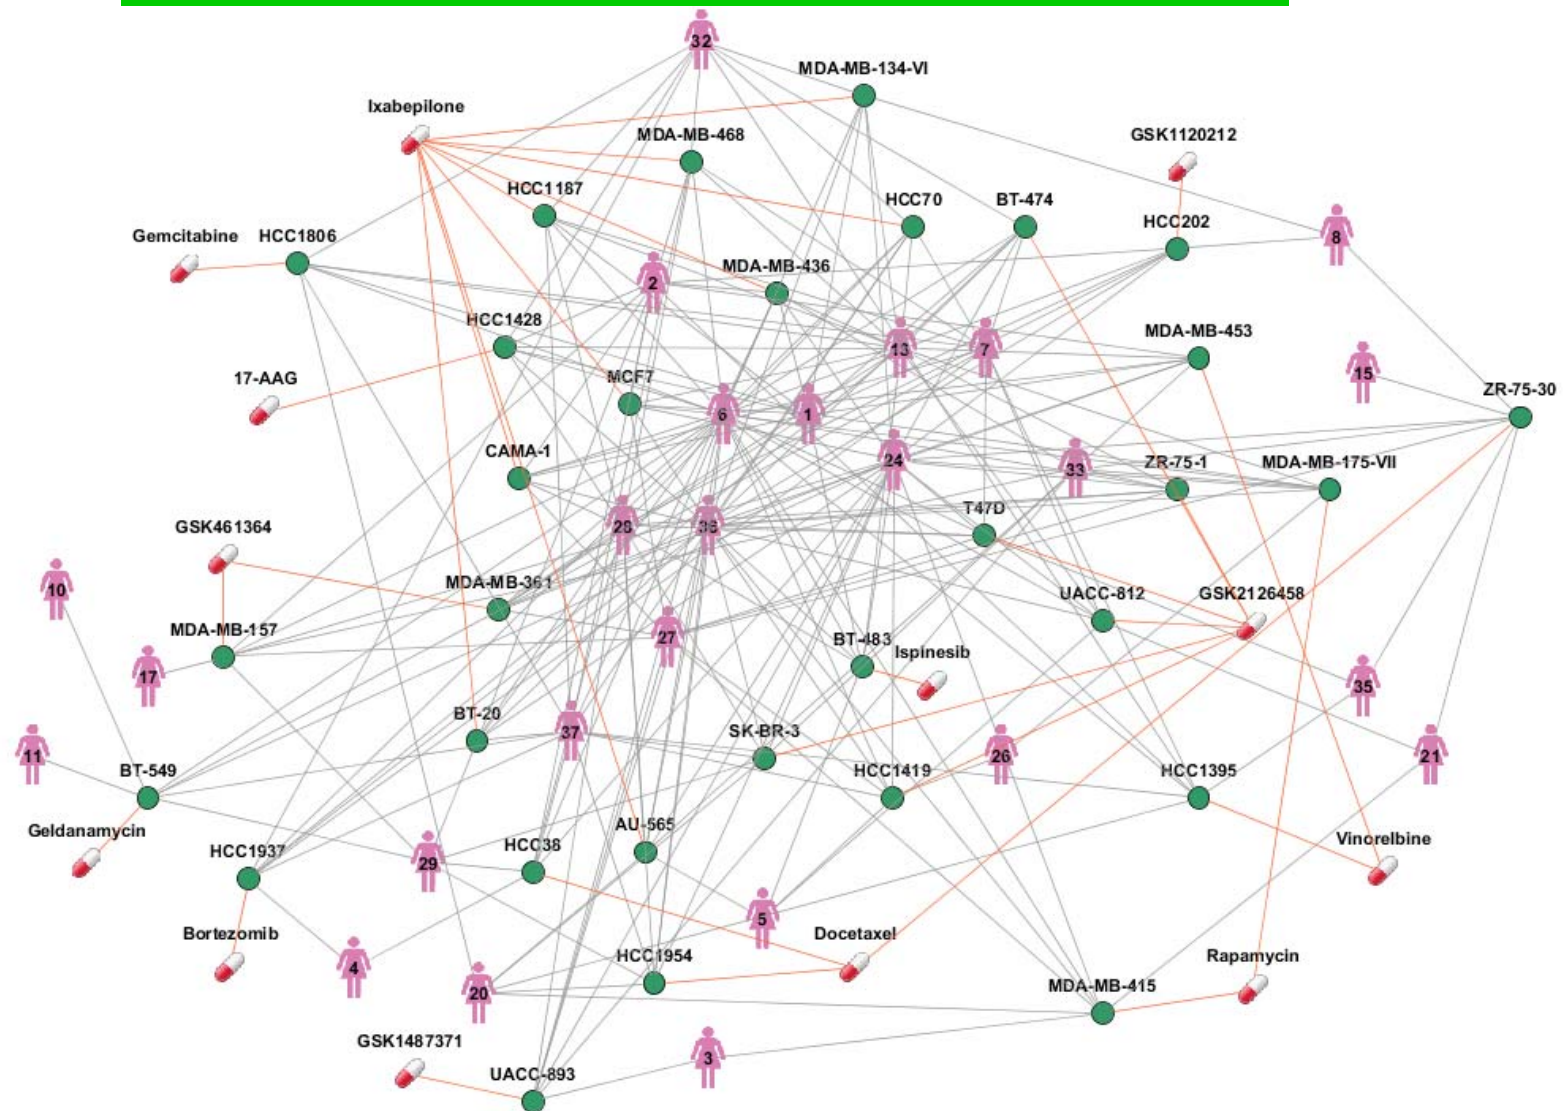 32
MDA-MB-134-VI
Ixabepilone
MDA-MB-468
GSK1120212
HCC1187
HCC70
BT-474
HCC202
Gemcitabine
HCC1806
8
MDA-MB-436
2
HCC1428
MDA-MB-453
13
7
17-AAG
MCF7
15
ZR-75-30
6
1
CAMA-1
24
33
ZR-75-1
MDA-MB-175-VII
T47D
GSK461364
28
36
10
MDA-MB-361
UACC-812
GSK2126458
MDA-MB-157
27
BT-483
Ispinesib
17
35
BT-20
37
SK-BR-3
11
26
21
BT-549
HCC1419
HCC1395
Geldanamycin
AU-565
HCC1937
29
HCC38
Vinorelbine
5
Bortezomib
Docetaxel
4
HCC1954
Rapamycin
20
MDA-MB-415
GSK1487371
3
UACC-893